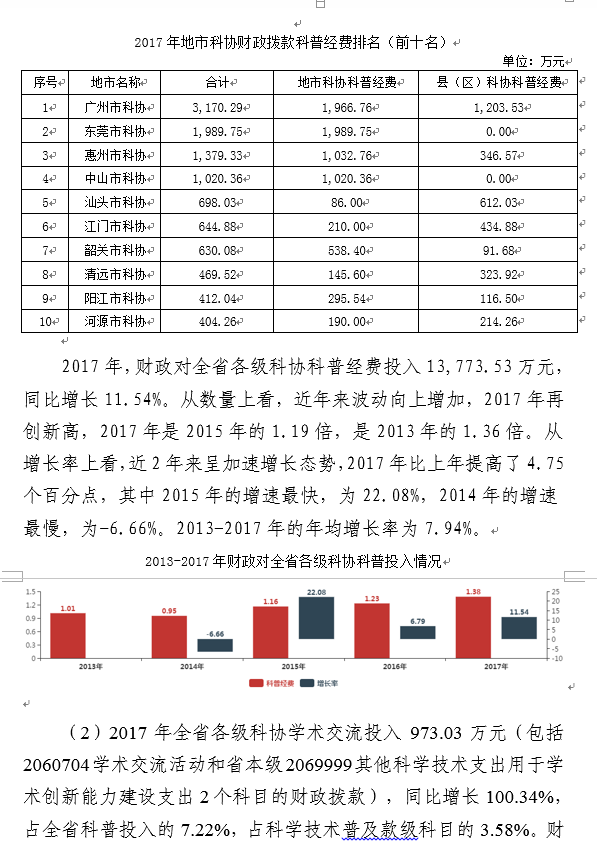 2017 年地市科协财政拨款科普经费排名（前十名）
单位：万元
序号 地市名称 合计 地市科协科普经费 县（区）科协科普经费
1 广州市科协 3,170.29 1,966.76 1,203.53
2 东莞市科协 1,989.75 1,989.75 0.00
3 惠州市科协 1,379.33 1,032.76 346.57
4 中山市科协 1,020.36 1,020.36 0.00
5 汕头市科协 698.03 86.00 612.03
6 江门市科协 644.88 210.00 434.88
7 韶关市科协 630.08 538.40 91.68
8 清远市科协 469.52 145.60 323.92
9 阳江市科协 412.04 295.54 116.50
10 河源市科协 404.26 190.00 214.26
2017 年，财政对全省各级科协科普经费投入 13,773.53 万元，
同比增长 11.54%。从数量上看，近年来波动向上增加，2017 年再
创新高，2017 年是 2015 年的 1.19 倍，是 2013 年的 1.36 倍。从
增长率上看，近 2 年来呈加速增长态势，2017 年比上年提高了 4.75
个百分点，其中 2015 年的增速最快，为 22.08%，2014 年的增速
最慢，为-6.66%。2013-2017 年的年均增长率为 7.94%。
2013-2017 年财政对全省各级科协科普投入情况
1.5 1.2 0.9 0.6 0.3 0
1.01 0.95 -6.66 1.16 22.08 1.23 6.79 1.38 11.54
25 20 15 10 5 0 -5 -10
2013年 2014年 2015年 2016年 2017年
科普经费 增长率
（2）2017 年全省各级科协学术交流投入 973.03 万元（包括
2060704 学术交流活动和省本级 2069999 其他科学技术支出用于学
术创新能力建设支出 2 个科目的财政拨款），同比增长 100.34%，
占全省科普投入的 7.22%，占科学技术普及款级科目的 3.58%。财